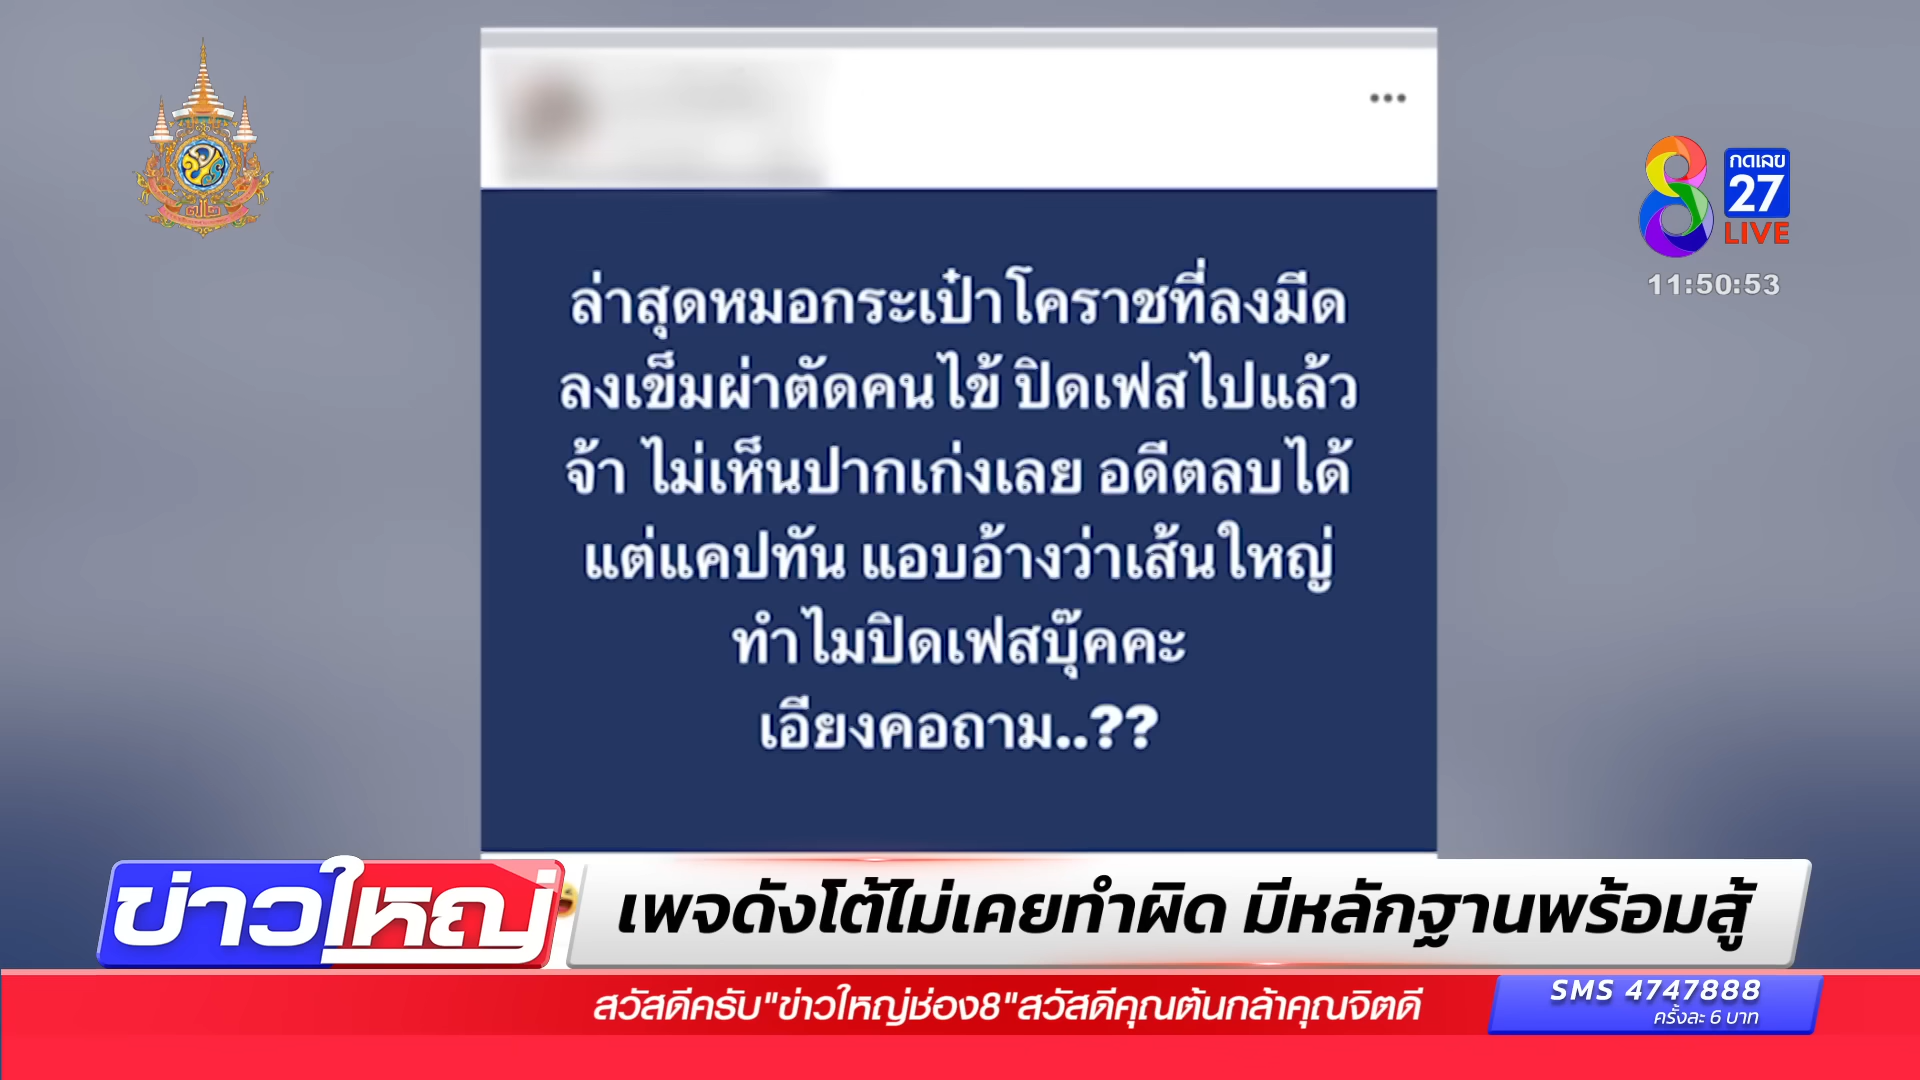 ล่าสุดหมอกระเป๋าโคราชที่ลงมีด
ลงเข็มผ่าตัดคนไข้ ปิดเฟสไปแล้ว
จ้า ไม่เห็นปากเก่งเลย อดีตลบได้
แต่แคปทัน แอบอ้างว่าเส้นใหญ่
ทำไมปิดเฟสบุ๊คคะ
เอียงคอถาม..??
8
กดเลข
27
LIVE
11:50:53
ข่าวใหญ่
เพจดังโต้ไม่เคยทำผิด มีหลักฐานพร้อมสู้
สวัสดีครับ"ข่าวใหญ่ช่อง8"สวัสดีคุณต้นกล้าคุณจิตดี
SMS 4747888
ครั้งละ 6 บาท